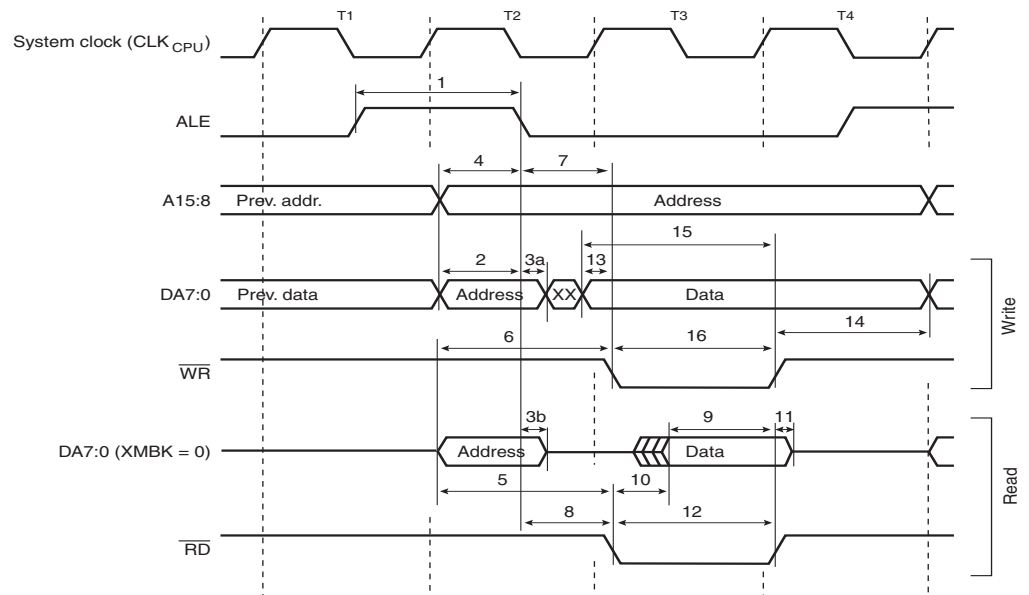 T1 T2 T3 T4
System clock (CLK CPU)
1
ALE
4 7
A15:8 Prev. addr. Address
15
2 3a 13
DA7:0 Prev. data Address XX Data
14
6 16
WR
Write
3b 9 11
DA7:0 (XMBK = 0) Address Data
5 10
8 12
RD
Read